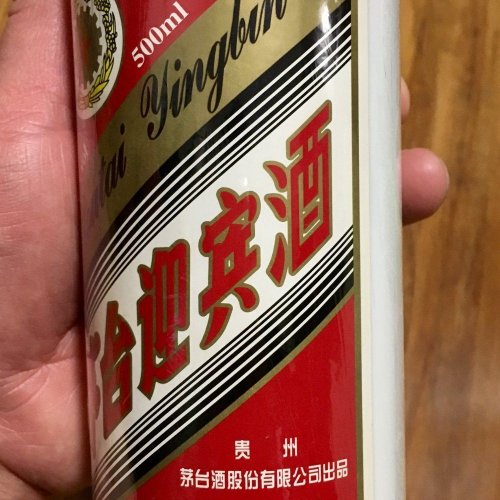 500ml
Yingbin
台迎宾酒
贵州
茅台酒股份有限公司出品